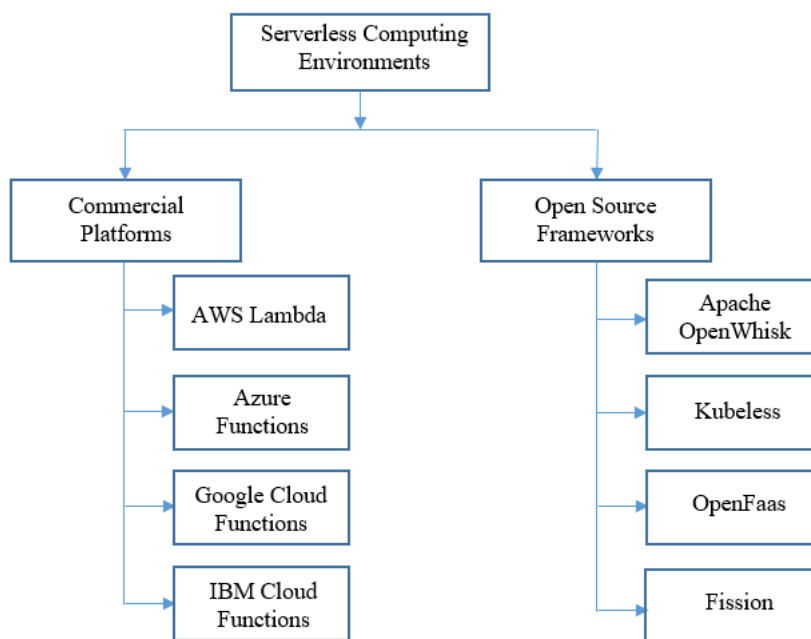 Serverless Computing
Environments
Commercial
Platforms
Open Source
Frameworks
AWS Lambda
Azure
Functions
Google Cloud
Functions
IBM Cloud
Functions
Apache
OpenWhisk
Kubeless
OpenFaas
Fission